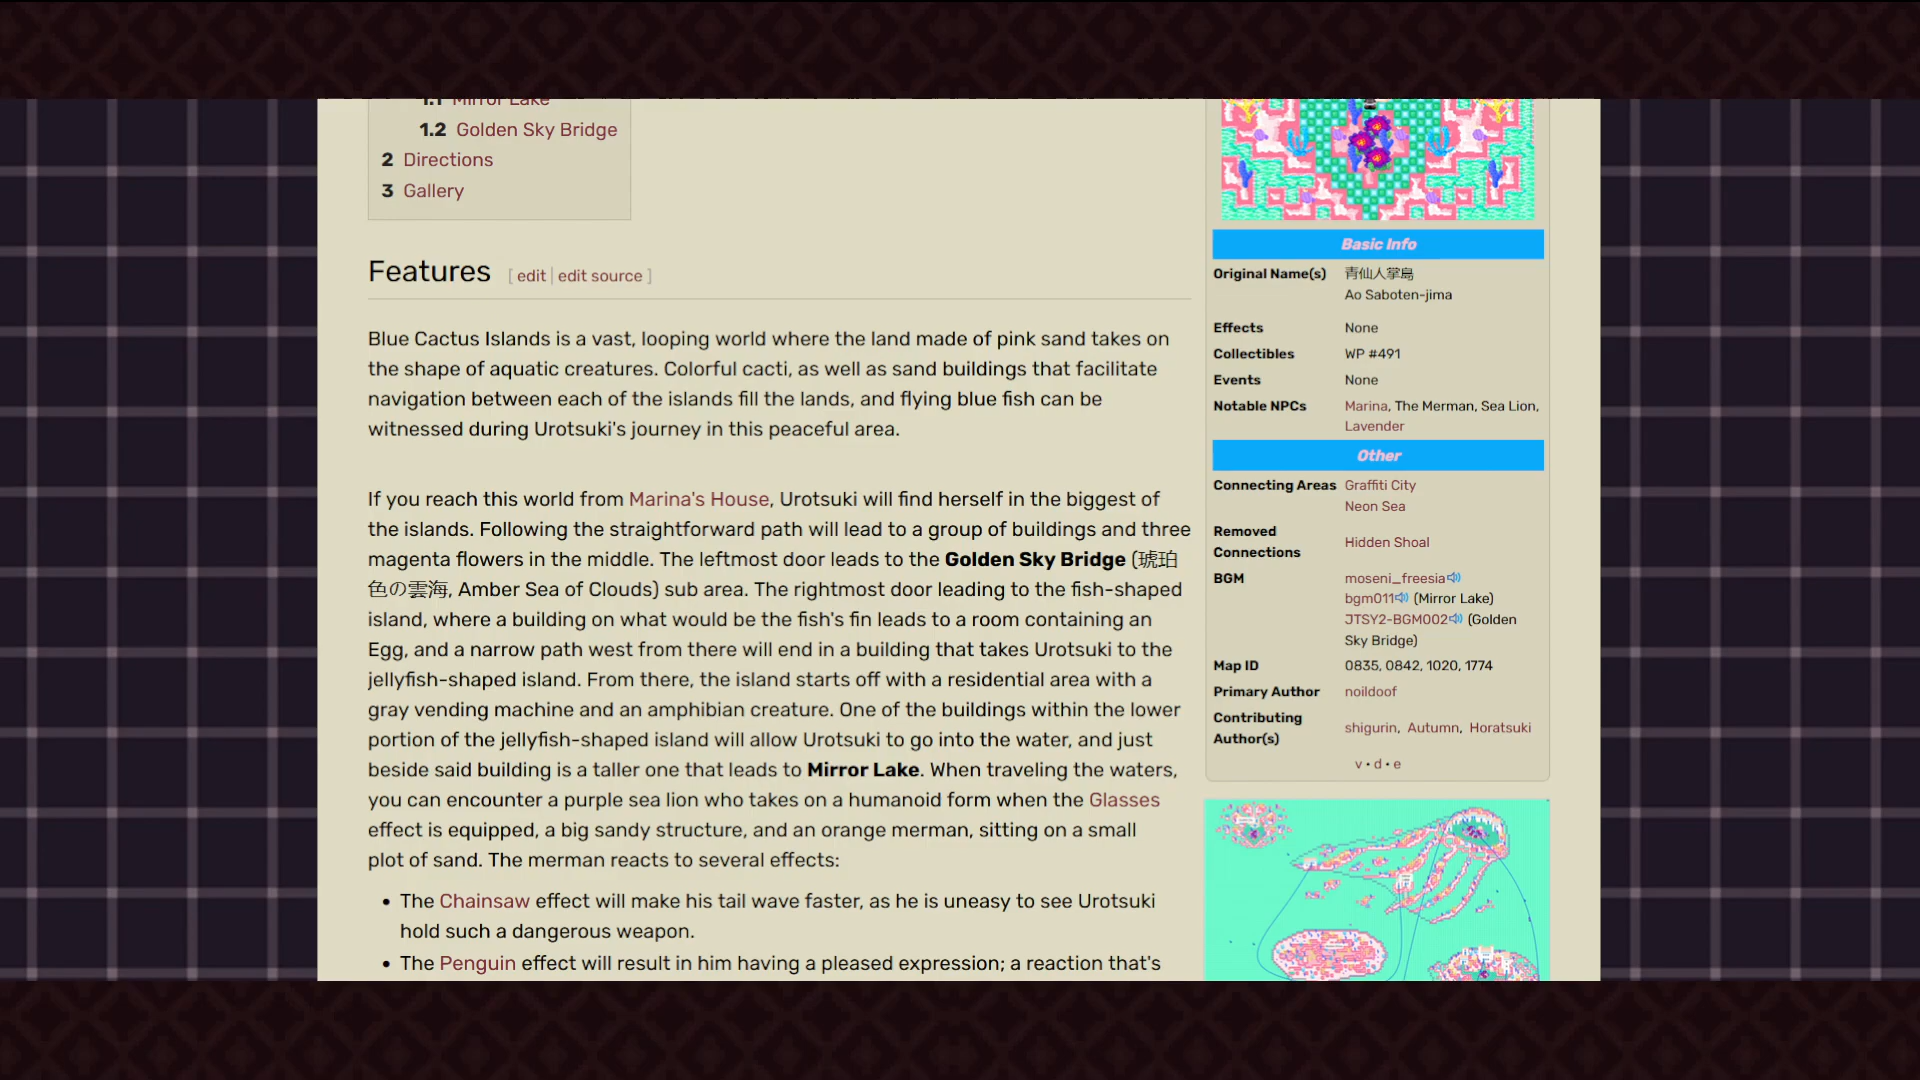 1.1 Mirror Lake
1.2 Golden Sky Bridge
2 Directions
3 Gallery
Features [ edit | edit source ]
Blue Cactus Islands is a vast, looping world where the land made of pink sand takes on
the shape of aquatic creatures. Colorful cacti, as well as sand buildings that facilitate
navigation between each of the islands fill the lands, and flying blue fish can be
witnessed during Urotsuki's journey in this peaceful area.
If you reach this world from Marina's House, Urotsuki will find herself in the biggest of
the islands. Following the straightforward path will lead to a group of buildings and three
magenta flowers in the middle. The leftmost door leads to the Golden Sky Bridge (琥珀
色の雲海, Amber Sea of Clouds) sub area. The rightmost door leading to the fish-shaped
island, where a building on what would be the fish's fin leads to a room containing an
Egg, and a narrow path west from there will end in a building that takes Urotsuki to the
jellyfish-shaped island. From there, the island starts off with a residential area with a
gray vending machine and an amphibian creature. One of the buildings within the lower
portion of the jellyfish-shaped island will allow Urotsuki to go into the water, and just
beside said building is a taller one that leads to Mirror Lake. When traveling the waters,
you can encounter a purple sea lion who takes on a humanoid form when the Glasses
effect is equipped, a big sandy structure, and an orange merman, sitting on a small
plot of sand. The merman reacts to several effects:
• The Chainsaw effect will make his tail wave faster, as he is uneasy to see Urotsuki
hold such a dangerous weapon.
• The Penguin effect will result in him having a pleased expression; a reaction that's
Basic Info
Original Name(s) 青仙人掌島
Ao Saboten-jima
Effects None
Collectibles WP #491
Events None
Notable NPCs Marina, The Merman, Sea Lion,
Lavender
Other
Connecting Areas Graffiti City
Neon Sea
Removed
Connections Hidden Shoal
BGM moseni_freesia
bgm011 (Mirror Lake)
JTSY2-BGM002 (Golden
Sky Bridge)
Map ID 0835, 0842, 1020, 1774
Primary Author noildoof
Contributing
Author(s) shigurin, Autumn, Horatsuki
v • d • e